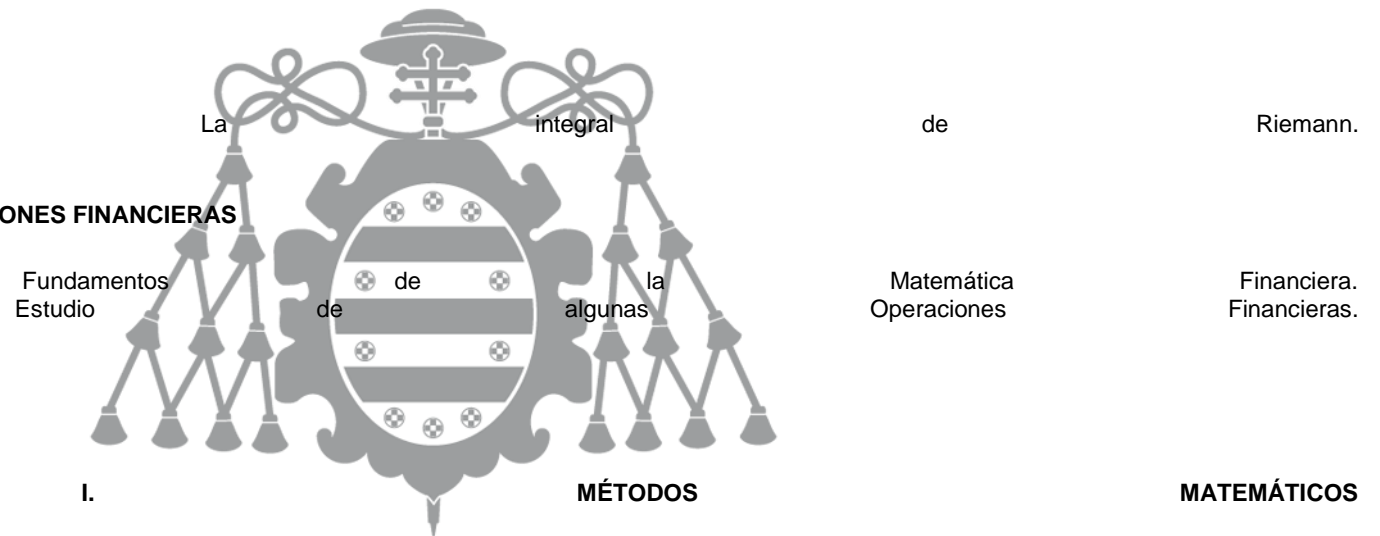 La integral de Riemann.
ONES FINANCIERAS
Fundamentos de la Matemática Financiera.
Estudio de algunas Operaciones Financieras.
I. MÉTODOS MATEMÁTICOS